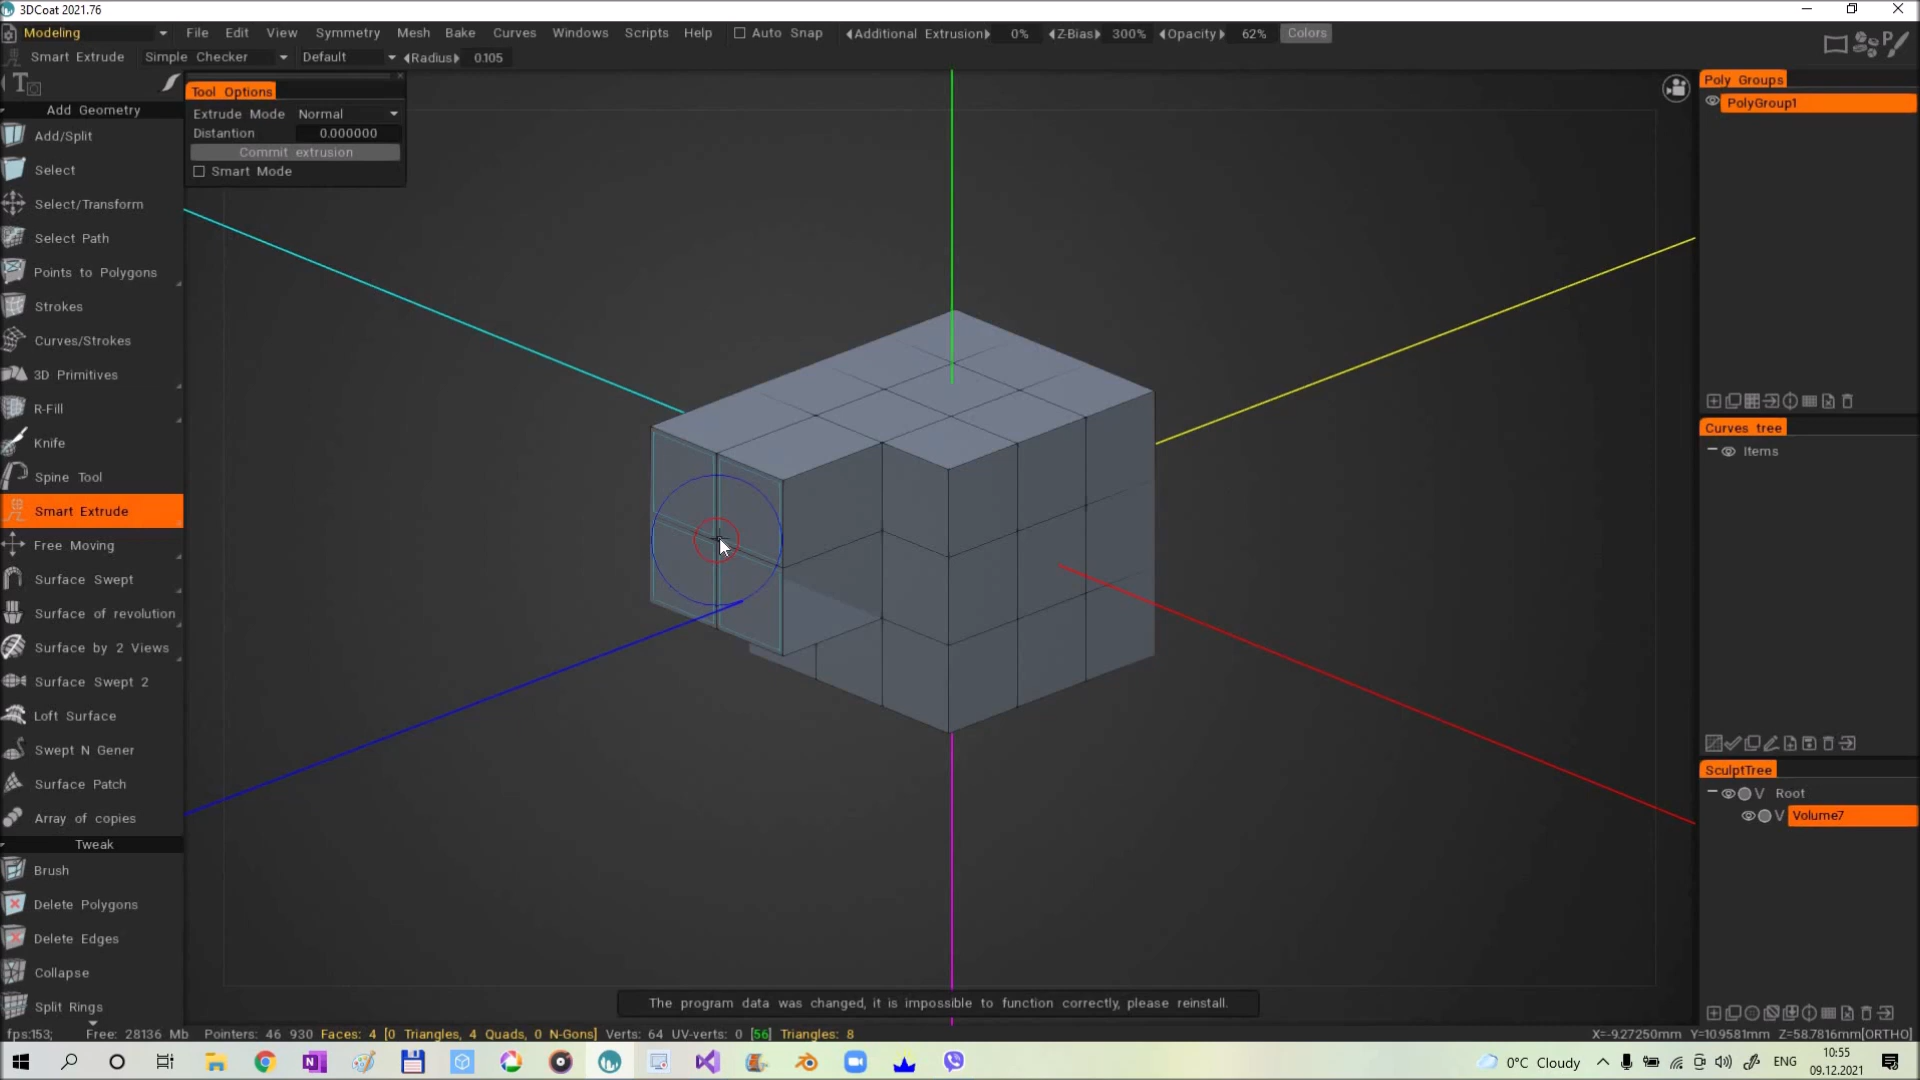 3DCoat 2021.76
Modeling File Edit View Symmetry Mesh Bake Curves Windows Scripts Help Auto Snap Additional Extrusion 0% Z-Bias 300% Opacity 62% Colors
Smart Extrude Simple Checker Default Radius 0.105
Tool Options
Extrude Mode Normal
Distantion 0.000000
Commit extrusion
Smart Mode
Add Geometry
Add/Split
Select
Select/Transform
Select Path
Points to Polygons
Strokes
Curves/Strokes
3D Primitives
R-Fill
Knife
Spine Tool
Smart Extrude
Free Moving
Surface Swept
Surface of revolution
Surface by 2 Views
Surface Swept 2
Loft Surface
Swept N Gener
Surface Patch
Array of copies
Tweak
Brush
Delete Polygons
Delete Edges
Collapse
Split Rings
Poly Groups
PolyGroup1
Curves tree
Items
SculptTree
V Root
V Volume7
The program data was changed, it is impossible to function correctly, please reinstall.
fps:153; Free: 28136 Mb Pointers: 46 930 Faces: 4 [0 Triangles, 4 Quads, 0 N-Gons] Verts: 64 UV-verts: 0 [56] Triangles: 8 X=-9.27250mm Y=10.9581mm Z=58.7816mm[ORTHO]
0°C Cloudy ENG 10:55
09.12.2021